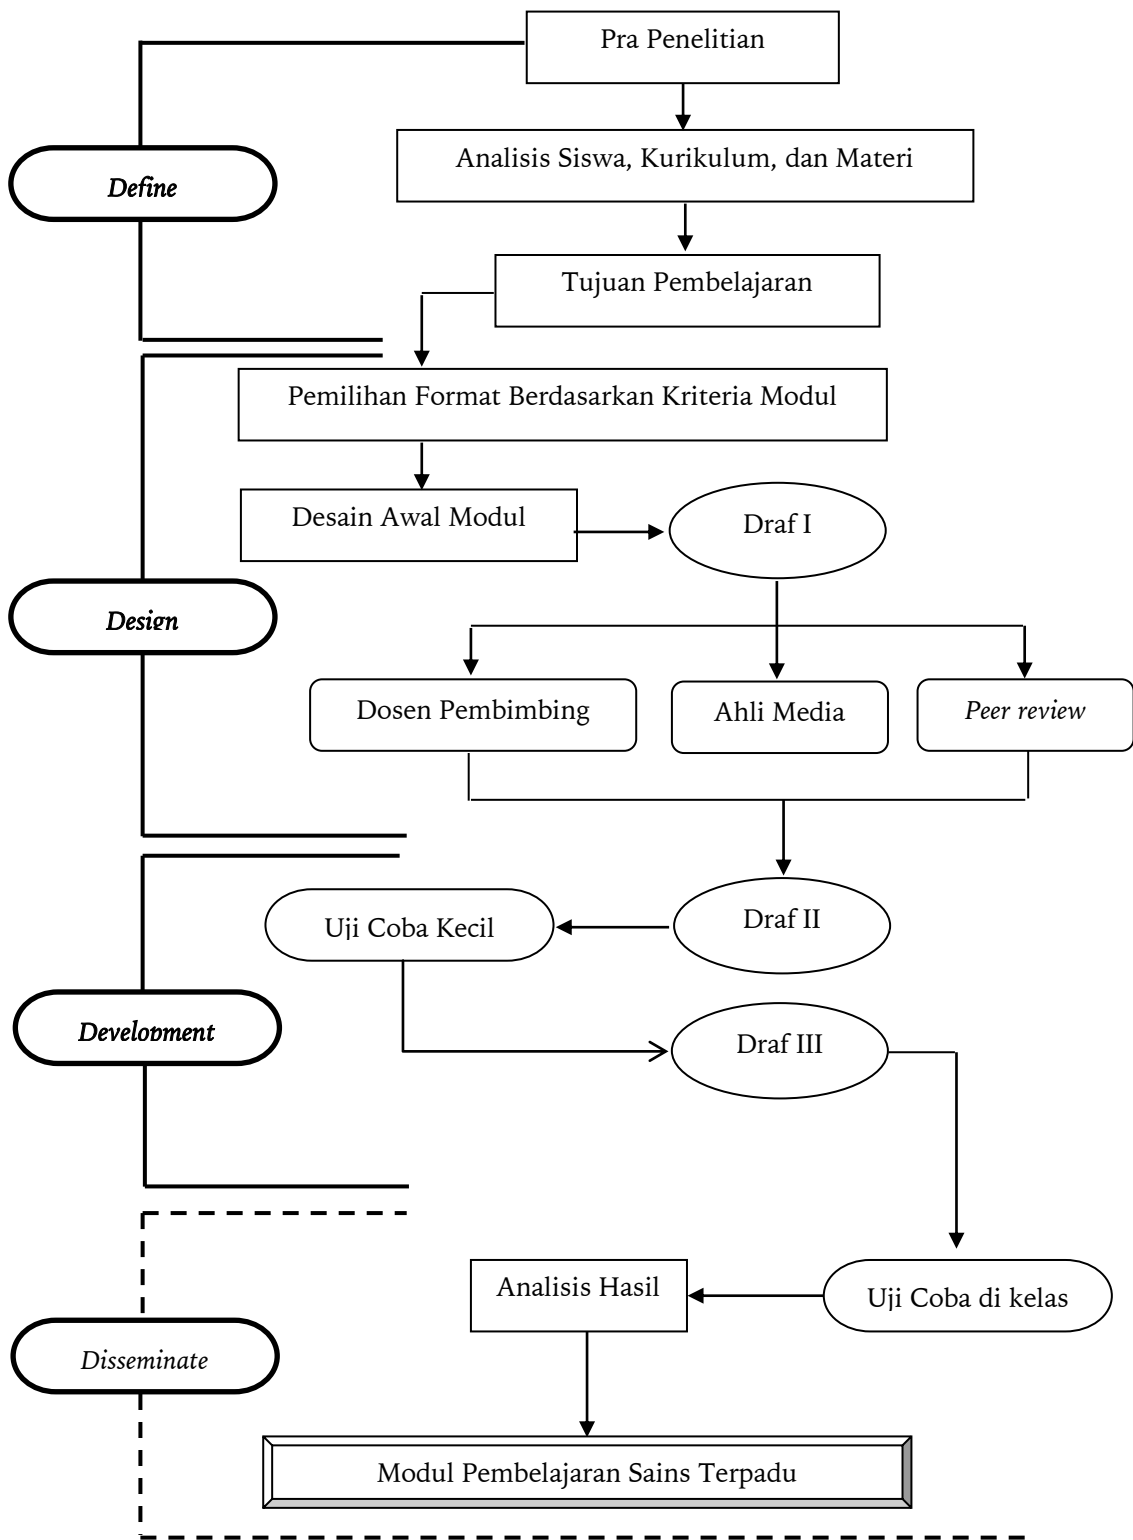 Pra Penelitian
Analisis Siswa, Kurikulum, dan Materi
Define
Tujuan Pembelajaran
Pemilihan Format Berdasarkan Kriteria Modul
Desain Awal Modul
Draf I
Design
Dosen Pembimbing
Ahli Media
Peer review
Uji Coba Kecil
Draf II
Development
Draf III
Analisis Hasil
Uji Coba di kelas
Disseminate
Modul Pembelajaran Sains Terpadu